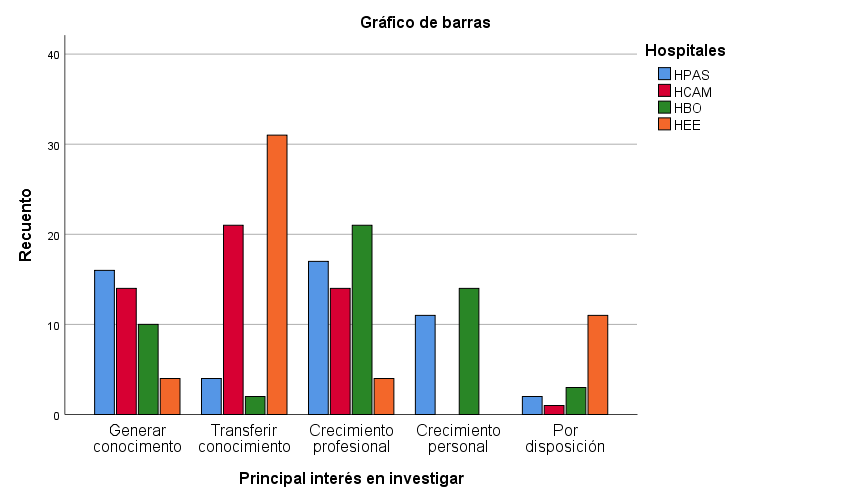 Gráfico de barras
Hospitales
HPAS
HCAM
HBO
HEE
Recuento
40
30
20
10
0
Generar
conocimento
Transferir
conocimiento
Crecimiento
profesional
Crecimiento
personal
Por
disposición
Principal interés en investigar